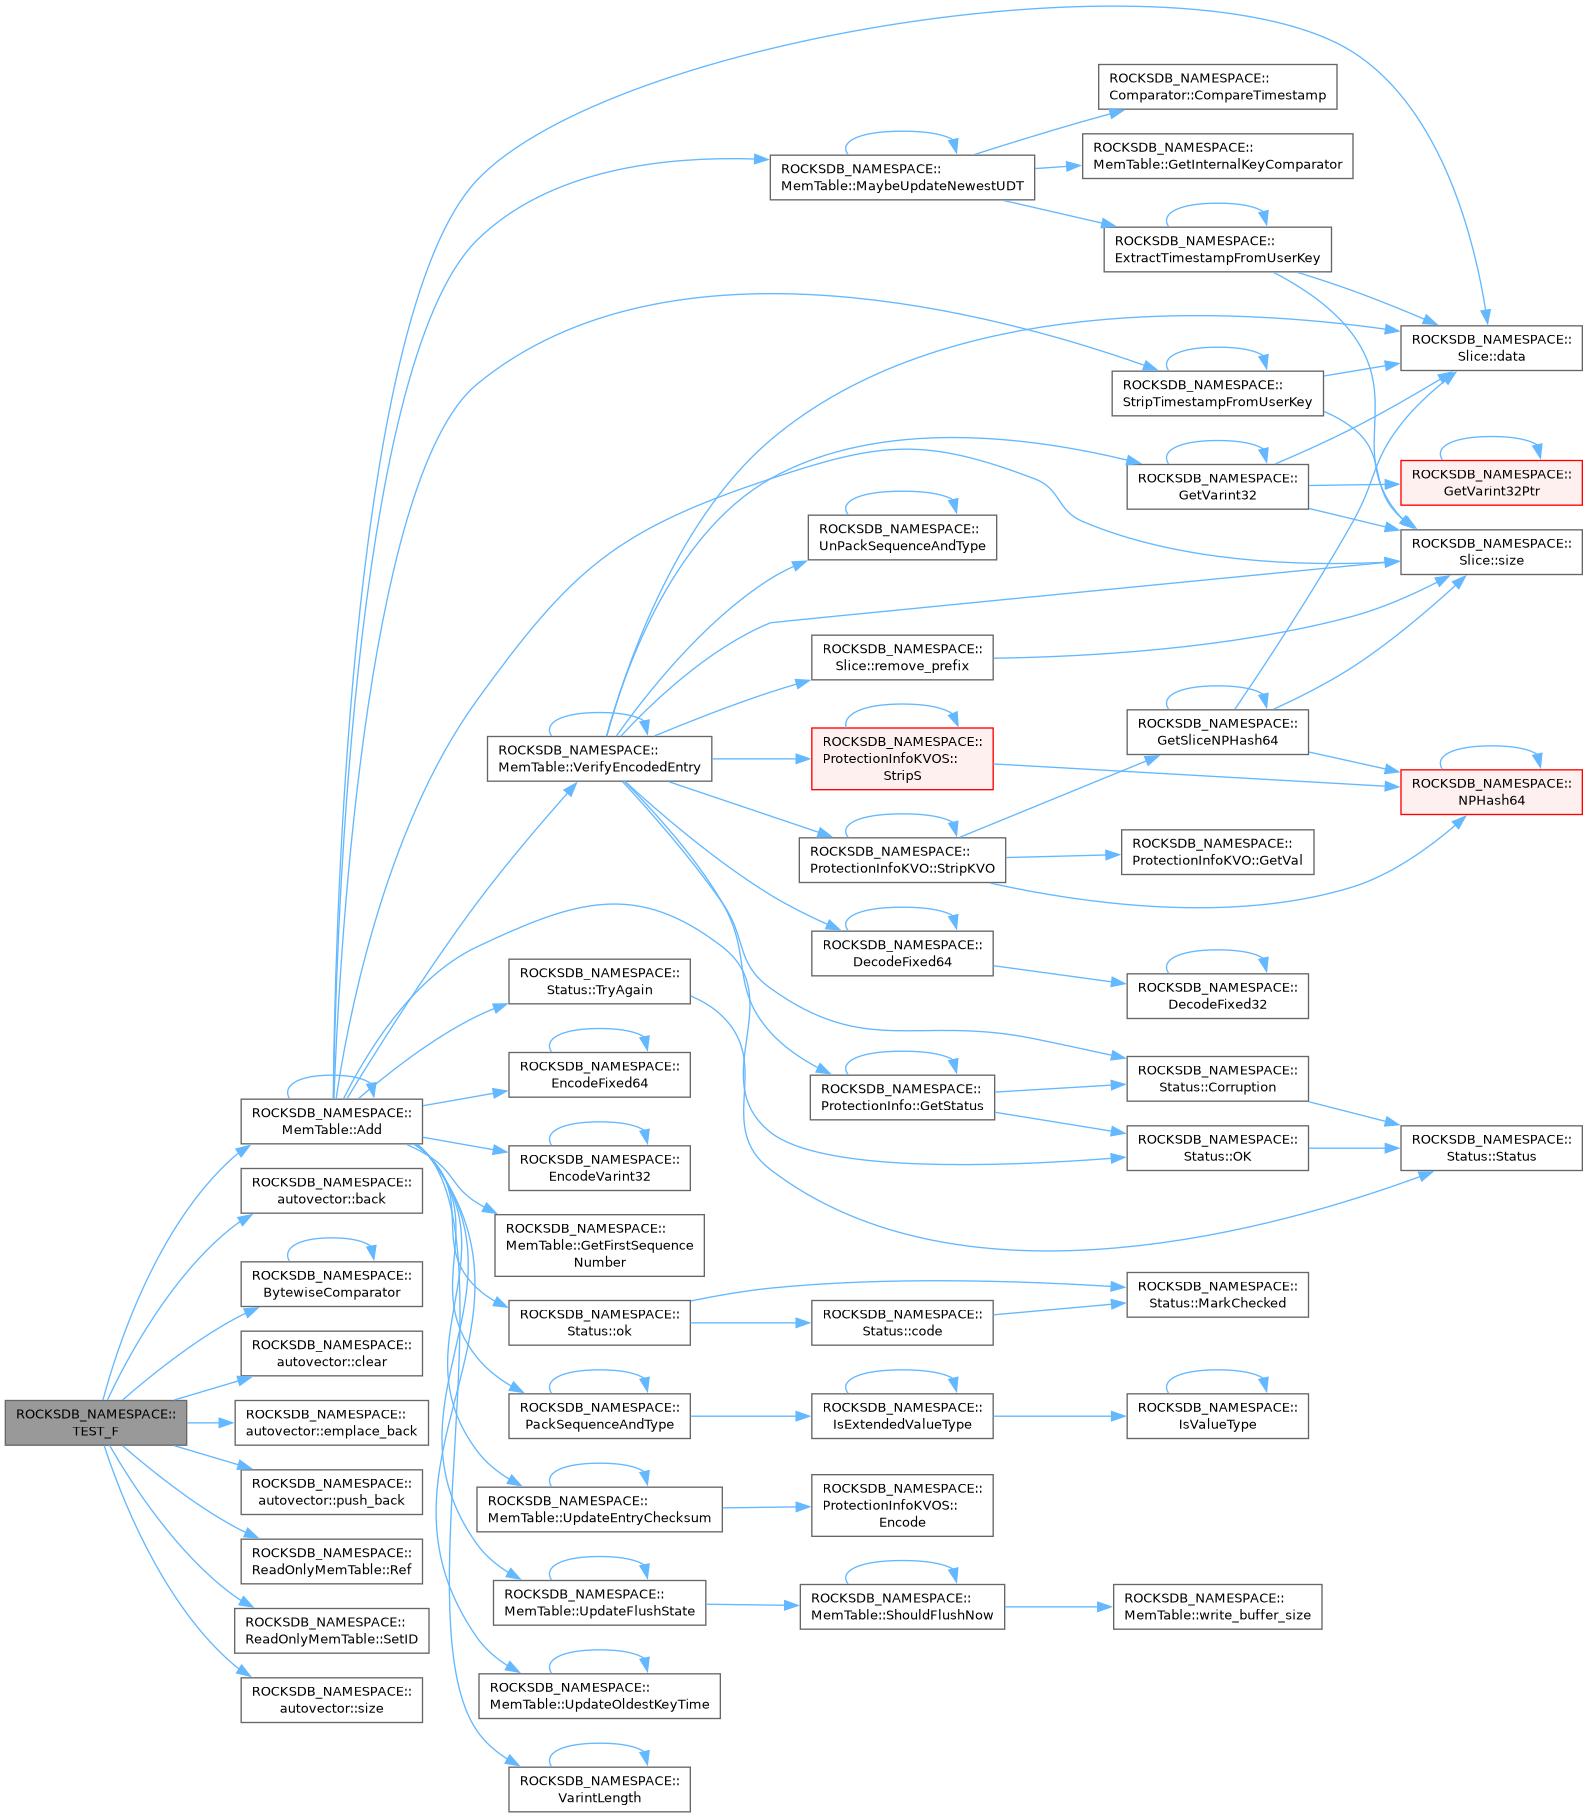 ROCKSDB_NAMESPACE::
TEST_F
ROCKSDB_NAMESPACE::
MemTable::Add
ROCKSDB_NAMESPACE::
autovector::back
ROCKSDB_NAMESPACE::
BytewiseComparator
ROCKSDB_NAMESPACE::
autovector::clear
ROCKSDB_NAMESPACE::
autovector::emplace_back
ROCKSDB_NAMESPACE::
autovector::push_back
ROCKSDB_NAMESPACE::
ReadOnlyMemTable::Ref
ROCKSDB_NAMESPACE::
ReadOnlyMemTable::SetID
ROCKSDB_NAMESPACE::
autovector::size
ROCKSDB_NAMESPACE::
MemTable::VerifyEncodedEntry
ROCKSDB_NAMESPACE::
Status::TryAgain
ROCKSDB_NAMESPACE::
EncodeFixed64
ROCKSDB_NAMESPACE::
EncodeVarint32
ROCKSDB_NAMESPACE::
MemTable::GetFirstSequence
Number
ROCKSDB_NAMESPACE::
Status::ok
ROCKSDB_NAMESPACE::
PackSequenceAndType
ROCKSDB_NAMESPACE::
MemTable::UpdateEntryChecksum
ROCKSDB_NAMESPACE::
MemTable::UpdateFlushState
ROCKSDB_NAMESPACE::
MemTable::UpdateOldestKeyTime
ROCKSDB_NAMESPACE::
VarintLength
ROCKSDB_NAMESPACE::
MemTable::MaybeUpdateNewestUDT
ROCKSDB_NAMESPACE::
UnPackSequenceAndType
ROCKSDB_NAMESPACE::
Slice::remove_prefix
ROCKSDB_NAMESPACE::
ProtectionInfoKVOS::
StripS
ROCKSDB_NAMESPACE::
ProtectionInfoKVO::StripKVO
ROCKSDB_NAMESPACE::
DecodeFixed64
ROCKSDB_NAMESPACE::
ProtectionInfo::GetStatus
ROCKSDB_NAMESPACE::
Status::code
ROCKSDB_NAMESPACE::
IsExtendedValueType
ROCKSDB_NAMESPACE::
ProtectionInfoKVOS::
Encode
ROCKSDB_NAMESPACE::
MemTable::ShouldFlushNow
ROCKSDB_NAMESPACE::
Comparator::CompareTimestamp
ROCKSDB_NAMESPACE::
MemTable::GetInternalKeyComparator
ROCKSDB_NAMESPACE::
ExtractTimestampFromUserKey
ROCKSDB_NAMESPACE::
StripTimestampFromUserKey
ROCKSDB_NAMESPACE::
GetVarint32
ROCKSDB_NAMESPACE::
GetSliceNPHash64
ROCKSDB_NAMESPACE::
ProtectionInfoKVO::GetVal
ROCKSDB_NAMESPACE::
DecodeFixed32
ROCKSDB_NAMESPACE::
Status::Corruption
ROCKSDB_NAMESPACE::
Status::OK
ROCKSDB_NAMESPACE::
Status::MarkChecked
ROCKSDB_NAMESPACE::
IsValueType
ROCKSDB_NAMESPACE::
MemTable::write_buffer_size
ROCKSDB_NAMESPACE::
Slice::data
ROCKSDB_NAMESPACE::
GetVarint32Ptr
ROCKSDB_NAMESPACE::
Slice::size
ROCKSDB_NAMESPACE::
NPHash64
ROCKSDB_NAMESPACE::
Status::Status